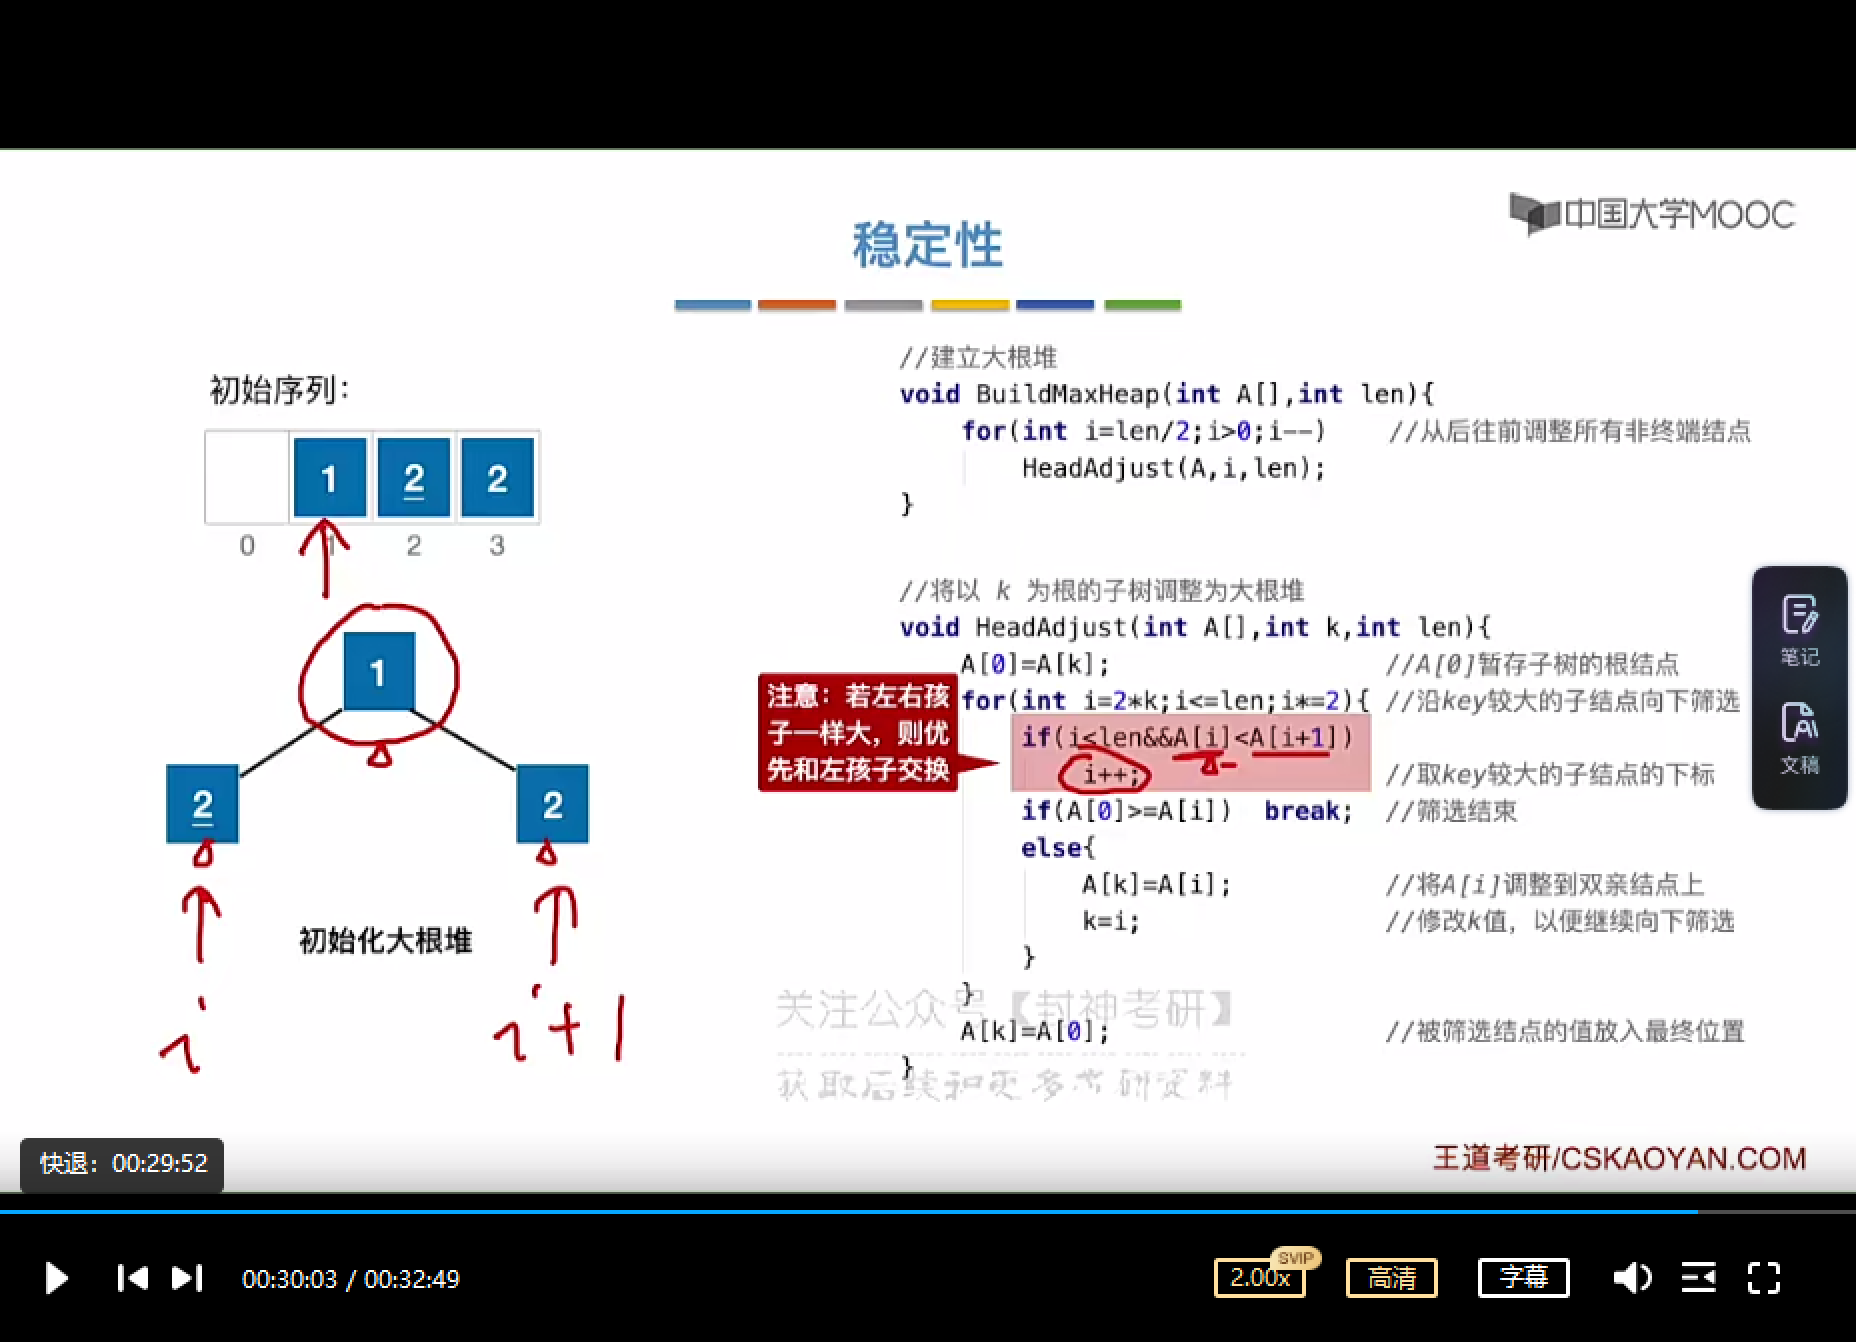 中国大学MOOC
稳定性
初始序列：
1 2 2
0 1 2 3
1
2 2
i i+1
初始化大根堆
//建立大根堆
void BuildMaxHeap(int A[],int len){
for(int i=len/2;i>0;i--) //从后往前调整所有非终端结点
HeadAdjust(A,i,len);
}
//将以 k 为根的子树调整为大根堆
void HeadAdjust(int A[],int k,int len){
A[0]=A[k]; //A[0]暂存子树的根结点
for(int i=2*k;i<=len;i*=2){ //沿key较大的子结点向下筛选
if(i<len&&A[i]<A[i+1])
i++; //取key较大的子结点的下标
if(A[0]>=A[i]) break; //筛选结束
else{
A[k]=A[i]; //将A[i]调整到双亲结点上
k=i; //修改k值，以便继续向下筛选
}
}
A[k]=A[0]; //被筛选结点的值放入最终位置
}
注意：若左右孩
子一样大，则优
先和左孩子交换
关注公众号【封神考研】
获取后续和更多考研资料
笔记
文稿
王道考研/CSKAOYAN.COM
快退：00:29:52
00:30:03 / 00:32:49
2.00x
SVIP
高清
字幕